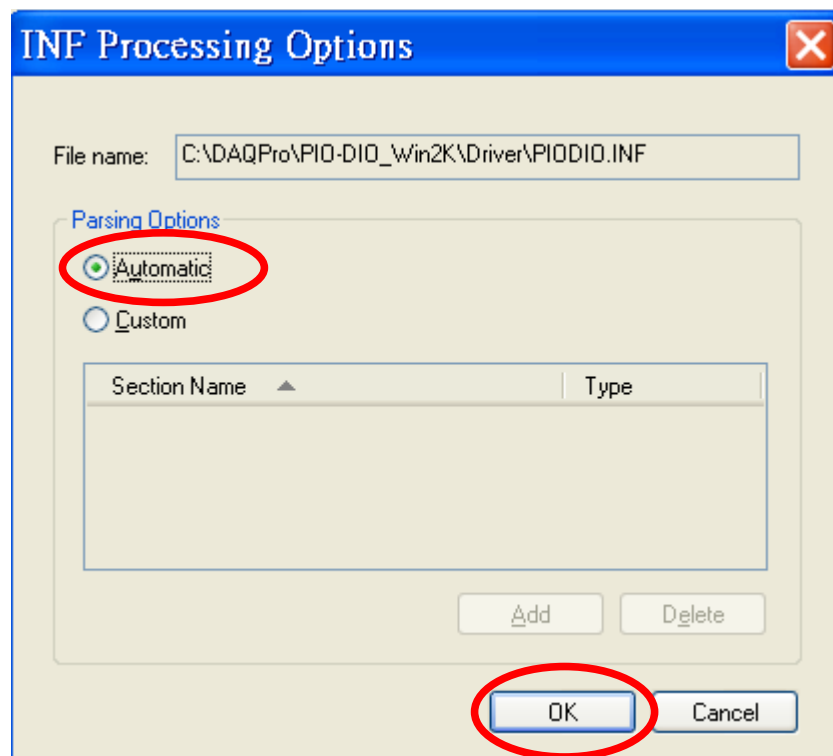 INF Processing Options
File name: C:\DAQPro\PIO-DIO_Win2K\Driver\PIODIO.INF
Parsing Options
Automatic
Custom
Section Name Type
Add Delete
OK Cancel